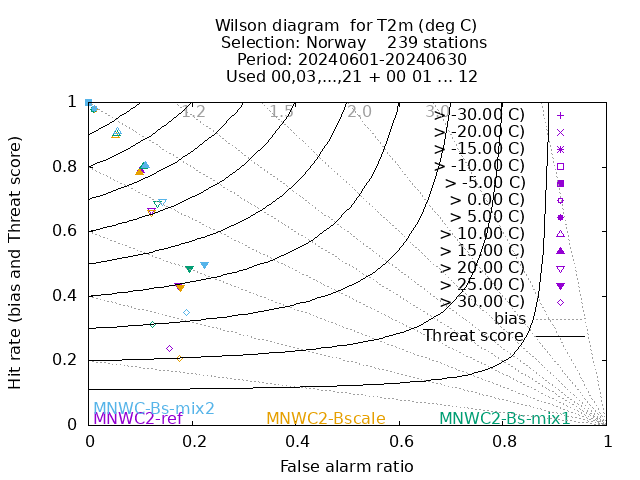 Wilson diagram for T2m (deg C)
Selection: Norway 239 stations
Period: 20240601-20240630
Used 00,03,...,21 + 00 01 ... 12
Hit rate (bias and Threat score)
1
0.8
0.6
0.4
0.2
0
1.2
1.5
2.0
3.0
> -30.00 C)
> -20.00 C)
> -15.00 C)
> -10.00 C)
> -5.00 C)
> 0.00 C)
> 5.00 C)
> 10.00 C)
> 15.00 C)
> 20.00 C)
> 25.00 C)
> 30.00 C)
bias
Threat score
MNWC-Bs-mix2
MNWC2-ref
MNWC2-Bscale
MNWC2-Bs-mix1
0
0.2
0.4
0.6
0.8
1
False alarm ratio